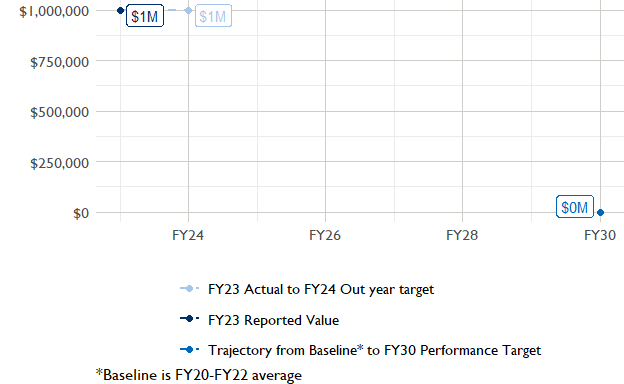 $1,000,000
$1M
$1M
$750,000
$500,000
$250,000
$0M
$0
FY24 FY26 FY28 FY30
FY23 Actual to FY24 Out year target
FY23 Reported Value
Trajectory from Baseline* to FY30 Performance Target
*Baseline is FY20-FY22 average